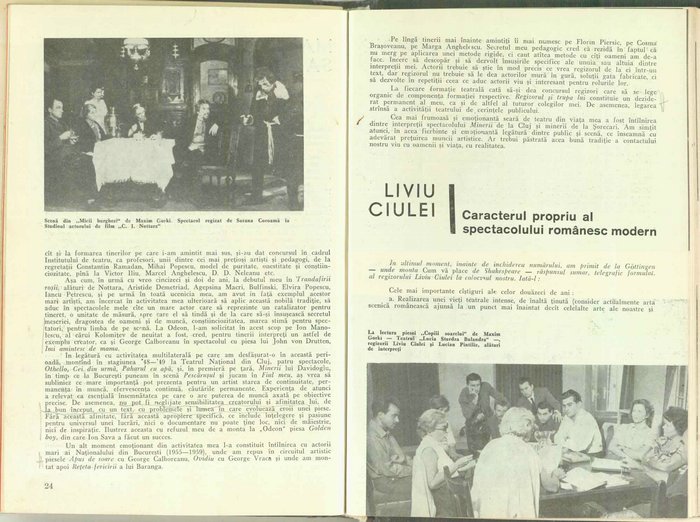 Scenă din „Micii burghezi” de Maxim Gorki. Spectacol regizat de Sorana Coroamă la
Studioul actorului de film „C. I. Nottara”
cît și la formarea tinerilor pe care i-am amintit mai sus, și-au dat concursul în cadrul
Institutului de teatru, ca profesori, unii dintre cei mai prețioși artiști și pedagogi, de la
regretații Constantin Ramadan, Mihai Popescu, model de puritate, onestitate și conștiin-
ciozitate, pînă la Victor Iliu, Marcel Anghelescu, D. D. Neleanu etc.
Așa cum, în urmă cu vreo cincizeci și doi de ani, la debutul meu în Trandafirii
roșii, alături de Nottara, Aristide Demetriad, Agepsina Macri, Bulfinski, Elvira Popescu,
Iancu Petrescu, și pe urmă în toată ucenicia mea, am avut în față exemplul acestor
mari artiști, am încercat în activitatea mea ulterioară să aplic această nobilă tradiție, să
aduc în spectacolele mele cîte un mare actor care să reprezinte un catalizator pentru
tineret, o unitate de măsură, spre care el să tindă și de la care să-și însușească secretul
meseriei, dragostea de oameni și de muncă, conștiinciozitatea, marea stimă pentru spec-
tatori, pentru limba de pe scenă. La Odeon, l-am solicitat în acest scop pe Ion Mano-
lescu, al cărui Kolomițev de neuitat a fost, cred, pentru tinerii interpreți un astfel de
exemplu creator, ca și George Calboreanu în spectacolul cu piesa lui John von Drutten,
Îmi amintesc de mama.
În legătură cu activitatea multilaterală pe care am desfășurat-o în această peri-
oadă, montînd în stagiunea '48—'49 la Teatrul Național din Cluj, patru spectacole,
Othello, Cei din urmă, Paharul cu apă, și, în premieră pe țară, Minerii lui Davidoglu,
în timp ce la București puneam în scenă Pescărușul și jucam în Fiul meu, aș vrea să
subliniez ce mare importanță pot prezenta pentru un artist starea de continuitate, per-
manența în muncă, efervescența continuă, căutările permanente. Experiența de atunci
a relevat ca esențială însemnătatea pe care o are puterea de muncă axată pe obiective
precise. De asemenea, nu pot fi neglijate sensibilitatea creatorului și afinitatea lui, de
la bun început, cu un text, cu problemele și lumea în care evoluează eroii unei piese.
Fără această afinitate, fără această apropiere specifică, ce include înțelegere și pasiune
pentru universul unei lucrări, nici o documentare nu poate ține loc, nici de măiestrie,
nici de inspirație. Ilustrez aceasta cu refuzul meu de a monta la „Odeon” piesa Golden
boy, din care Ion Sava a făcut un succes.
Un alt moment emoționant din activitatea mea l-a constituit întîlnirea cu actorii
mari ai Naționalului din București (1955—1959), unde am repus în circuitul artistic
piesele Apus de soare cu George Calboreanu, Ovidiu cu George Vraca și unde am mon-
tat apoi Rețeta-fericirii a lui Baranga.
24
Pe lîngă tinerii mai înainte amintiți îi mai numesc pe Florin Piersic, pe Cosma
Brașoveanu, pe Marga Anghelescu. Secretul meu pedagogic cred că rezidă în faptul că
nu merg pe aplicarea unei metode rigide, ci caut atîtea metode cu cîți oameni am de-a
face. Încerc să descopăr și să dezvolt însușirile specifice ale unuia sau altuia dintre
interpreții mei. Actorii trebuie să știe în mod precis ce vrea regizorul de la ei într-un
text, dar regizorul nu trebuie să le dea actorilor mură în gură, soluții gata fabricate, ci
să dezvolte în repetiții ceea ce aduc actorii viu și interesant pentru rolurile lor.
La fiecare formație teatrală cată să-și dea concursul regizori care să se lege
organic de componența formației respective. Regizorul și trupa lui constituie un dezide-
rat permanent al meu, ca și de altfel al tuturor colegilor mei. De asemenea, legarea
strînsă a activității teatrului de cerințele publicului.
Cea mai frumoasă și emoționantă seară de teatru din viața mea a fost întîlnirea
dintre interpreții spectacolului Minerii de la Cluj și minerii de la Sorecari. Am simțit
atunci, în acea fierbinte și emoționantă legătură dintre public și scenă, ce înseamnă cu
adevărat prețuirea muncii artistice. Ar trebui păstrată acea bună tradiție a contactului
nostru viu cu oamenii și viața, cu realitatea.
LIVIU
CIULEI
Caracterul propriu al
spectacolului românesc modern
În ultimul moment, înainte de închiderea numărului, am primit de la Göttingen
— unde monta Cum vă place de Shakespeare — răspunsul sumar, telegrafic formulat,
al regizorului Liviu Ciulei la colocviul nostru. Iată-l:
Cele mai importante cîștiguri ale celor douăzeci de ani :
a. Realizarea unei vieți teatrale intense, de înaltă ținută (consider actualmente arta
scenică românească ajunsă la un punct mai înaintat decît celelalte arte ale noastre și
La lectura piesei „Copiii soarelui” de Maxim
Gorki — Teatrul „Lucia Sturdza Bulandra” —,
regizorii Liviu Ciulei și Lucian Pintilie, alături
de interpreți